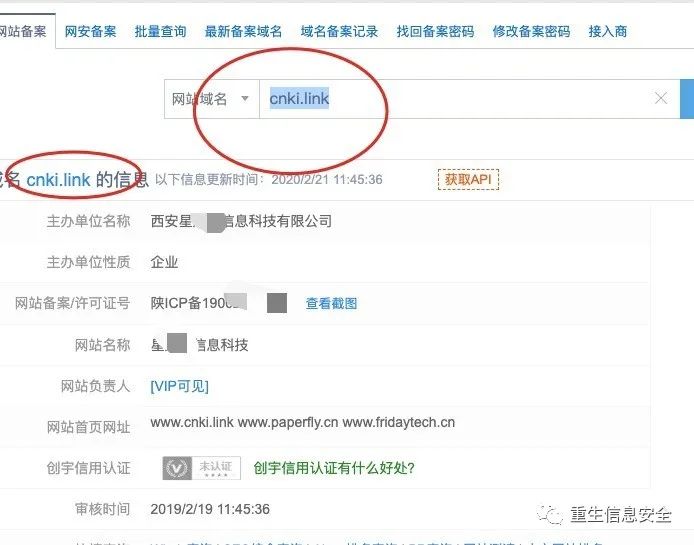 网站备案 网安备案 批量查询 最新备案域名 域名备案记录 找回备案密码 修改备案密码 接入商
网站域名 cnki.link
名 cnki.link 的信息 以下信息更新时间：2020/2/21 11:45:36 获取API
主办单位名称 西安星 信息科技有限公司
主办单位性质 企业
网站备案/许可证号 陕ICP备190 查看截图
网站名称 星 信息科技
网站负责人 [VIP可见]
网站首页网址 www.cnki.link www.paperfly.cn www.fridaytech.cn
创宇信用认证 未认证 创宇信用认证有什么好处?
审核时间 2019/2/19 11:45:36
重生信息安全